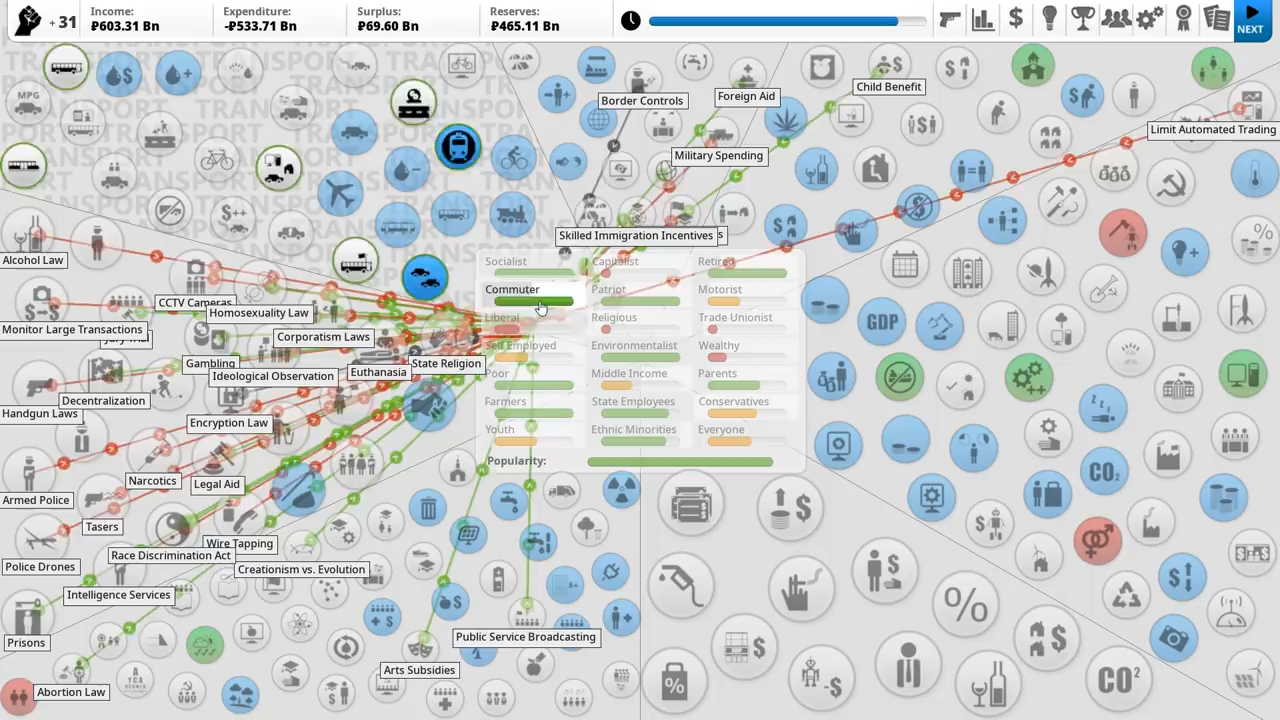 + 31
Income:
₽603.31 Bn
Expenditure:
-₽533.71 Bn
Surplus:
₽69.60 Bn
Reserves:
₽465.11 Bn
NEXT
TRANSPORT
MPG
Border Controls
Foreign Aid
Child Benefit
Limit Automated Trading
Military Spending
Skilled Immigration Incentives
Alcohol Law
CCTV Cameras
Homosexuality Law
Monitor Large Transactions
Jury Trial
Corporatism Laws
Gambling
Ideological Observation
Euthanasia
State Religion
Decentralization
Handgun Laws
Encryption Law
Narcotics
Legal Aid
Armed Police
Tasers
Wire Tapping
Race Discrimination Act
Police Drones
Creationism vs. Evolution
Intelligence Services
Prisons
Public Service Broadcasting
Arts Subsidies
Abortion Law
Socialist
Capitalist
Retired
Commuter
Patriot
Motorist
Liberal
Religious
Trade Unionist
Self Employed
Environmentalist
Wealthy
Poor
Middle Income
Parents
Farmers
State Employees
Conservatives
Youth
Ethnic Minorities
Everyone
Popularity:
GDP
CO₂
CO₂